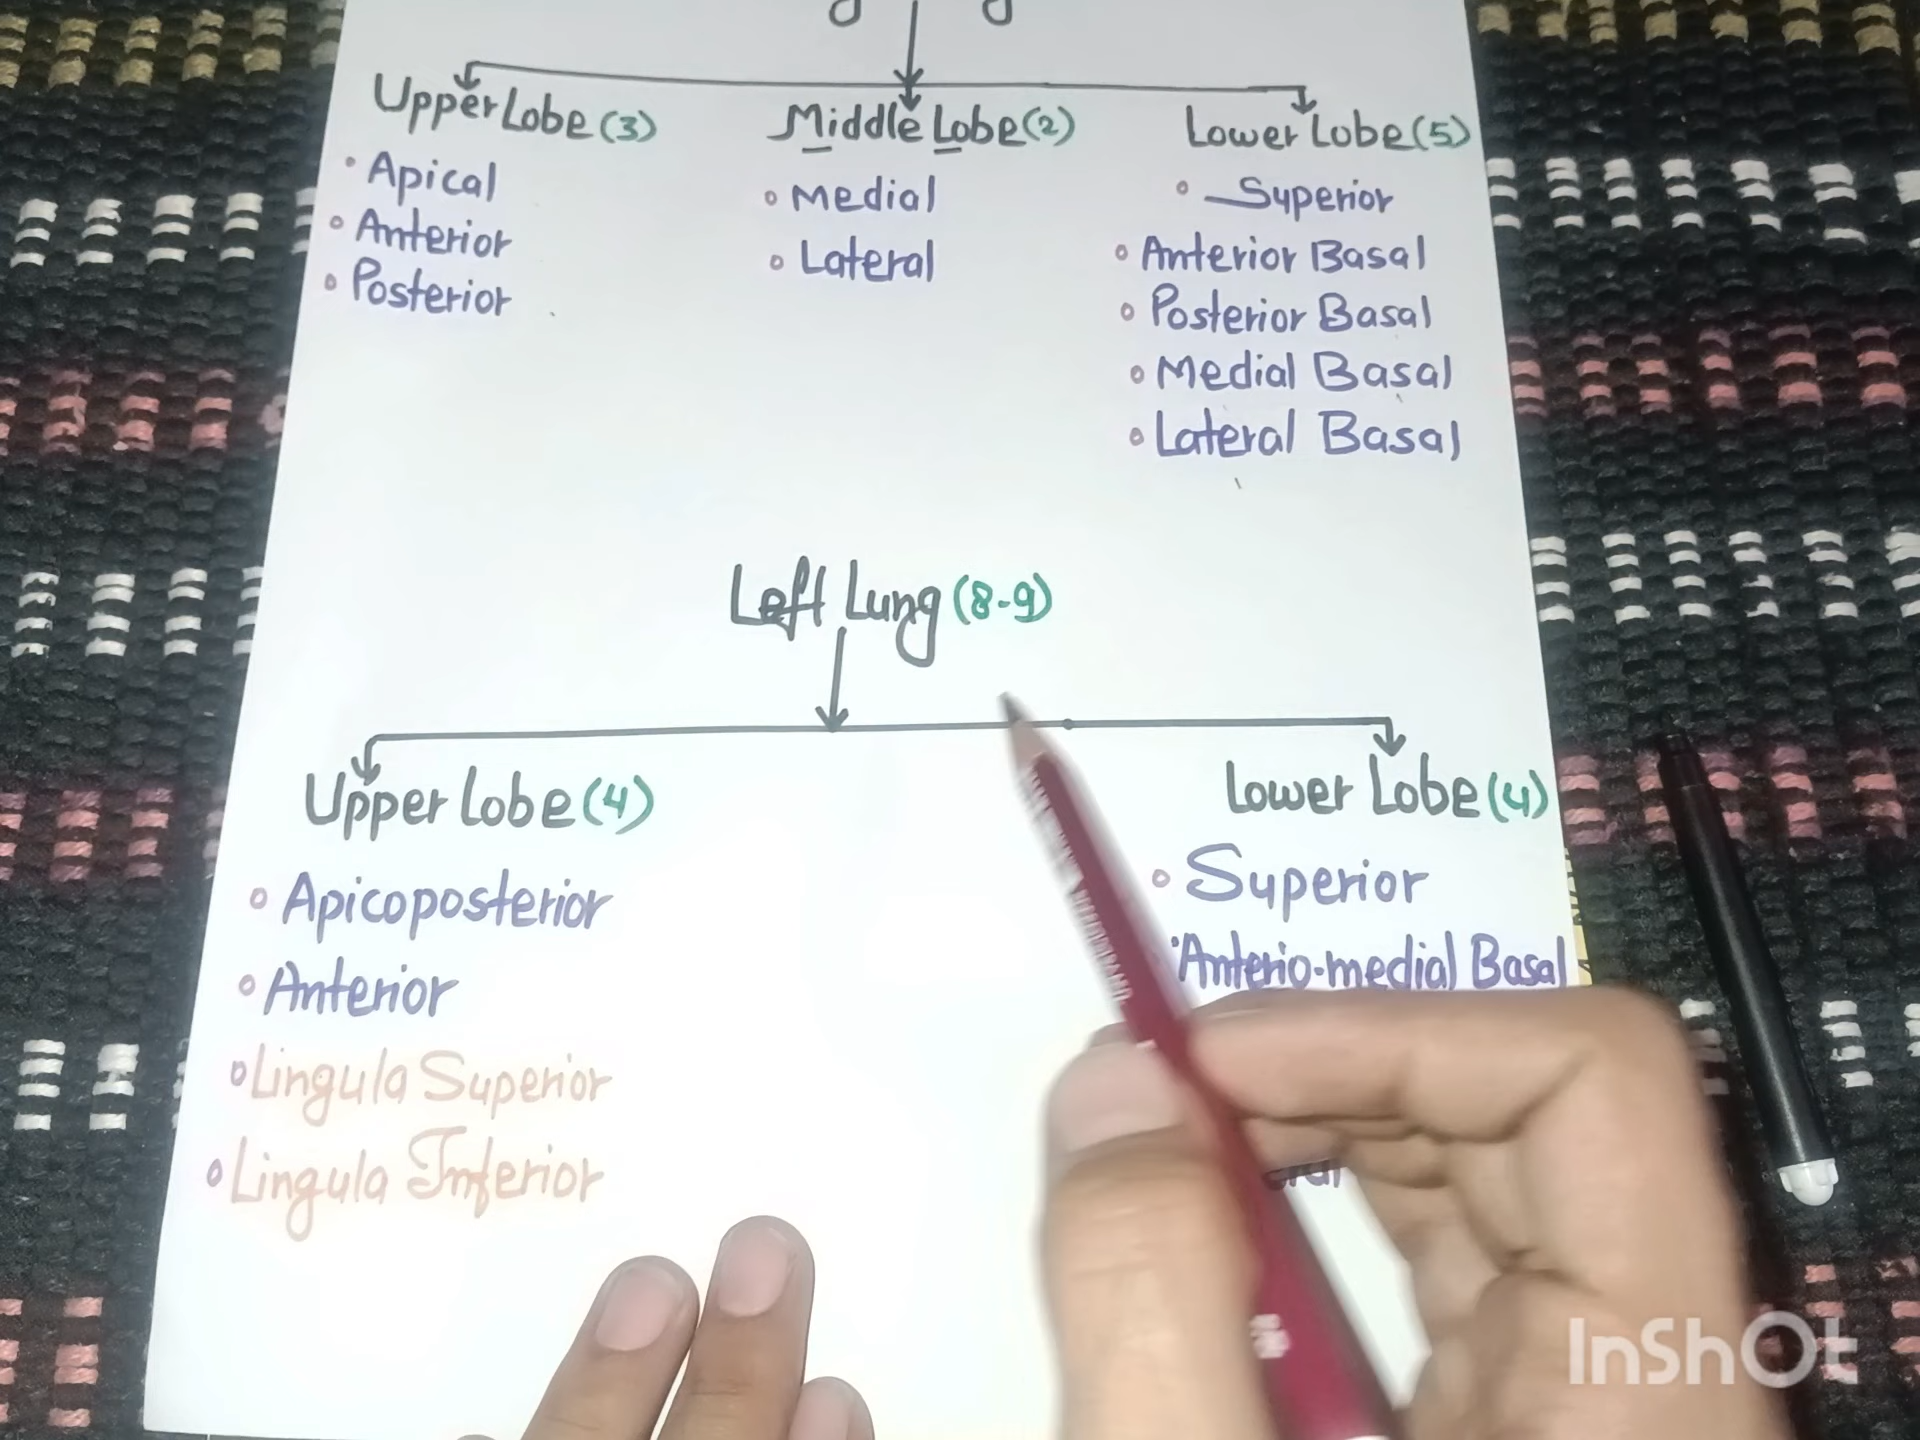 Upper Lobe (3)
• Apical
• Anterior
• Posterior
Middle Lobe (2)
• Medial
• Lateral
Lower Lobe (5)
• Superior
• Anterior Basal
• Posterior Basal
• Medial Basal
• Lateral Basal
Left Lung (8-9)
Upper Lobe (4)
• Apicoposterior
• Anterior
• Lingula Superior
• Lingula Inferior
Lower Lobe (4)
• Superior
• Anterio-medial Basal
InShOt